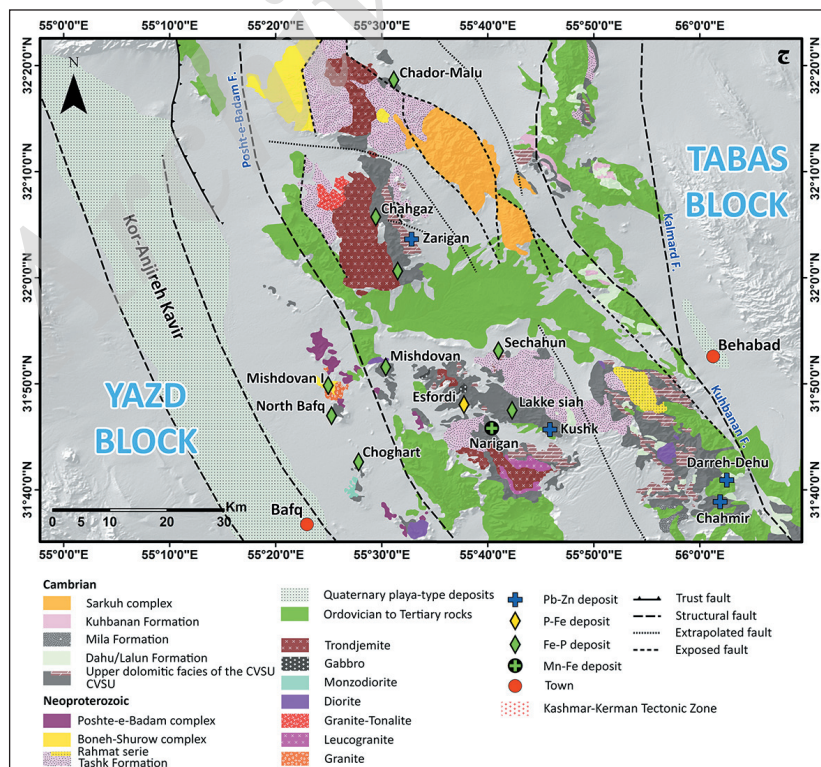 55°0'0"E 55°10'0"E 55°20'0"E 55°30'0"E 55°40'0"E 55°50'0"E 56°0'0"E
32°20'0"N
32°20'0"N
N
ج
Chador-Malu
Posht-e-Badam F.
32°10'0"N
32°10'0"N
TABAS
BLOCK
Kor-Anjireh Kavir
Chahgaz
Zarigan
Kalmard F.
32°0'0"N
32°0'0"N
Sechahun
Behabad
Mishdovan
31°50'0"N
31°50'0"N
Mishdovan I
Esfordi
YAZD
BLOCK
North Bafq
Lakke siah
Kushk
Narigan
Kuhbanan F.
Choghart
Darreh-Dehu
31°40'0"N
31°40'0"N
Chahmir
Km
0 5 10 20 30
Bafq
55°0'0"E 55°10'0"E 55°20'0"E 55°30'0"E 55°40'0"E 55°50'0"E 56°0'0"E
Cambrian
Sarkuh complex
Kuhbanan Formation
Mila Formation
Dahu/Lalun Formation
Upper dolomitic facies of the CVSU
CVSU
Neoproterozoic
Poshte-e-Badam complex
Boneh-Shurow complex
Rahmat serie
Tashk Formation
Quaternary playa-type deposits
Ordovician to Tertiary rocks
Trondjemite
Gabbro
Monzodiorite
Diorite
Granite-Tonalite
Leucogranite
Granite
Pb-Zn deposit
P-Fe deposit
Fe-P deposit
Mn-Fe deposit
Town
Kashmar-Kerman Tectonic Zone
Trust fault
Structural fault
Extrapolated fault
Exposed fault